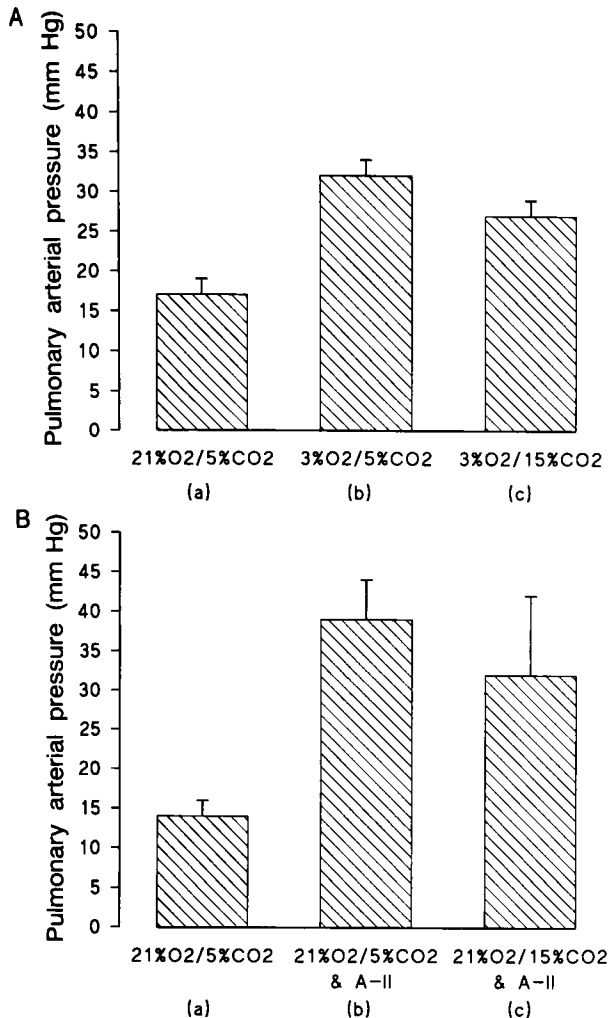 A
Pulmonary arterial pressure (mm Hg)
50
45
40
35
30
25
20
15
10
5
0
21%O2/5%CO2 3%O2/5%CO2 3%O2/15%CO2
(a) (b) (c)
B
Pulmonary arterial pressure (mm Hg)
50
45
40
35
30
25
20
15
10
5
0
21%O2/5%CO2 21%O2/5%CO2 21%O2/15%CO2
& A-II & A-II
(a) (b) (c)